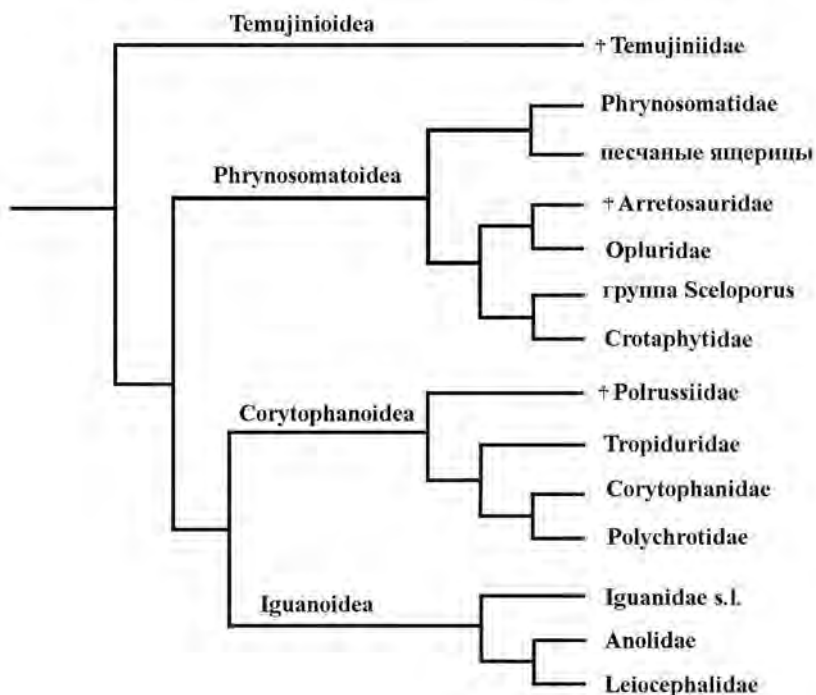 Temujinioidea
† Temujiniidae
Phrynosomatidae
песчаные ящерицы
Phrynosomatoidea
† Arretosauridae
Opluridae
группа Sceloporus
Crotaphytidae
† Polrussiidae
Corytophanoidea
Tropiduridae
Corytophanidae
Polychrotidae
Iguanidae s.l.
Iguanoidea
Anolidae
Leiocephalidae